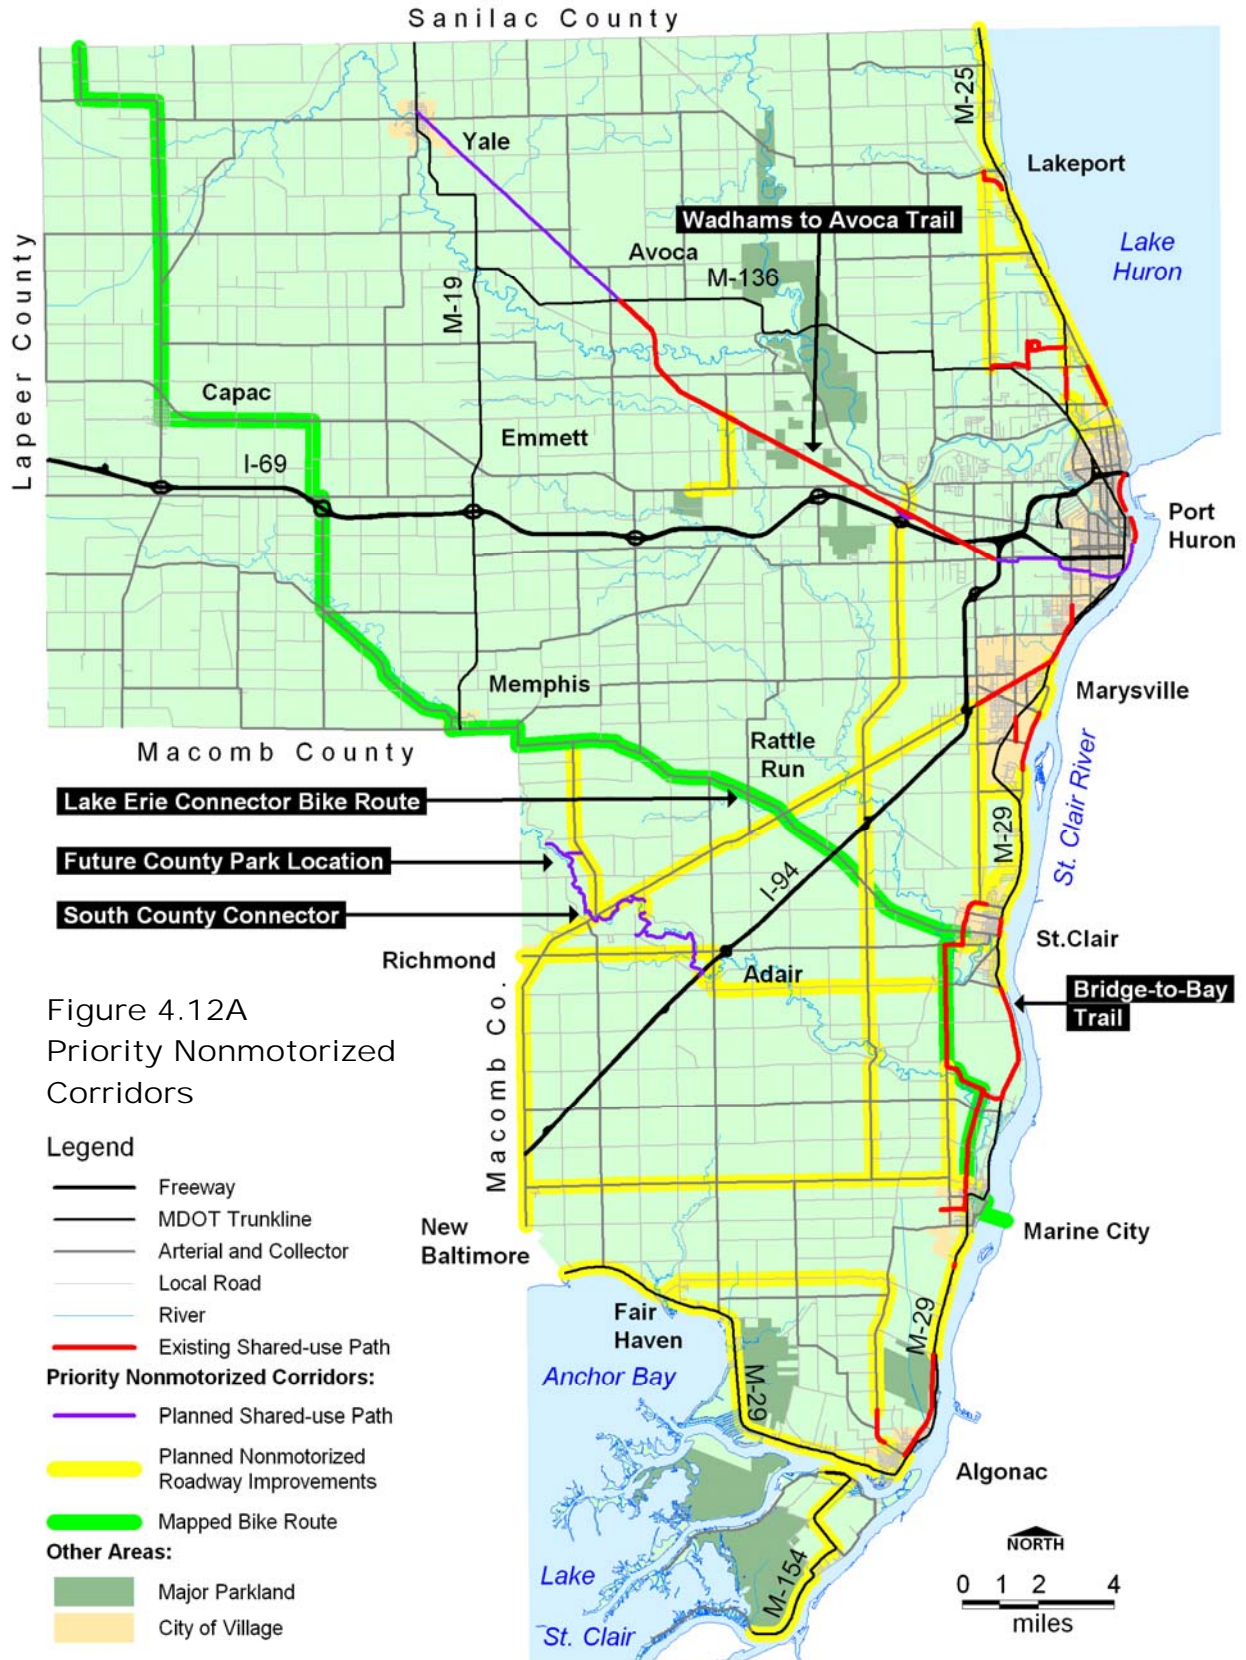 Sanilac County
M-25
Yale
Lakeport
Wadhams to Avoca Trail
Avoca
M-136
Lake
Huron
Lapeer County
M-19
Capac
Emmett
I-69
Port
Huron
Memphis
Marysville
Macomb County
Rattle
Run
Lake Erie Connector Bike Route
M-29
St. Clair River
Future County Park Location
I-94
South County Connector
Richmond
St.Clair
Adair
Bridge-to-Bay
Trail
Figure 4.12A
Priority Nonmotorized
Corridors
Macomb Co.
Legend
Freeway
MDOT Trunkline
Arterial and Collector
Local Road
River
Existing Shared-use Path
Priority Nonmotorized Corridors:
Planned Shared-use Path
Planned Nonmotorized
Roadway Improvements
Mapped Bike Route
Other Areas:
Major Parkland
City of Village
New
Baltimore
Marine City
Fair
Haven
M-29
Anchor Bay
M-29
Algonac
Lake
St. Clair
M-154
NORTH
0 1 2 4
miles